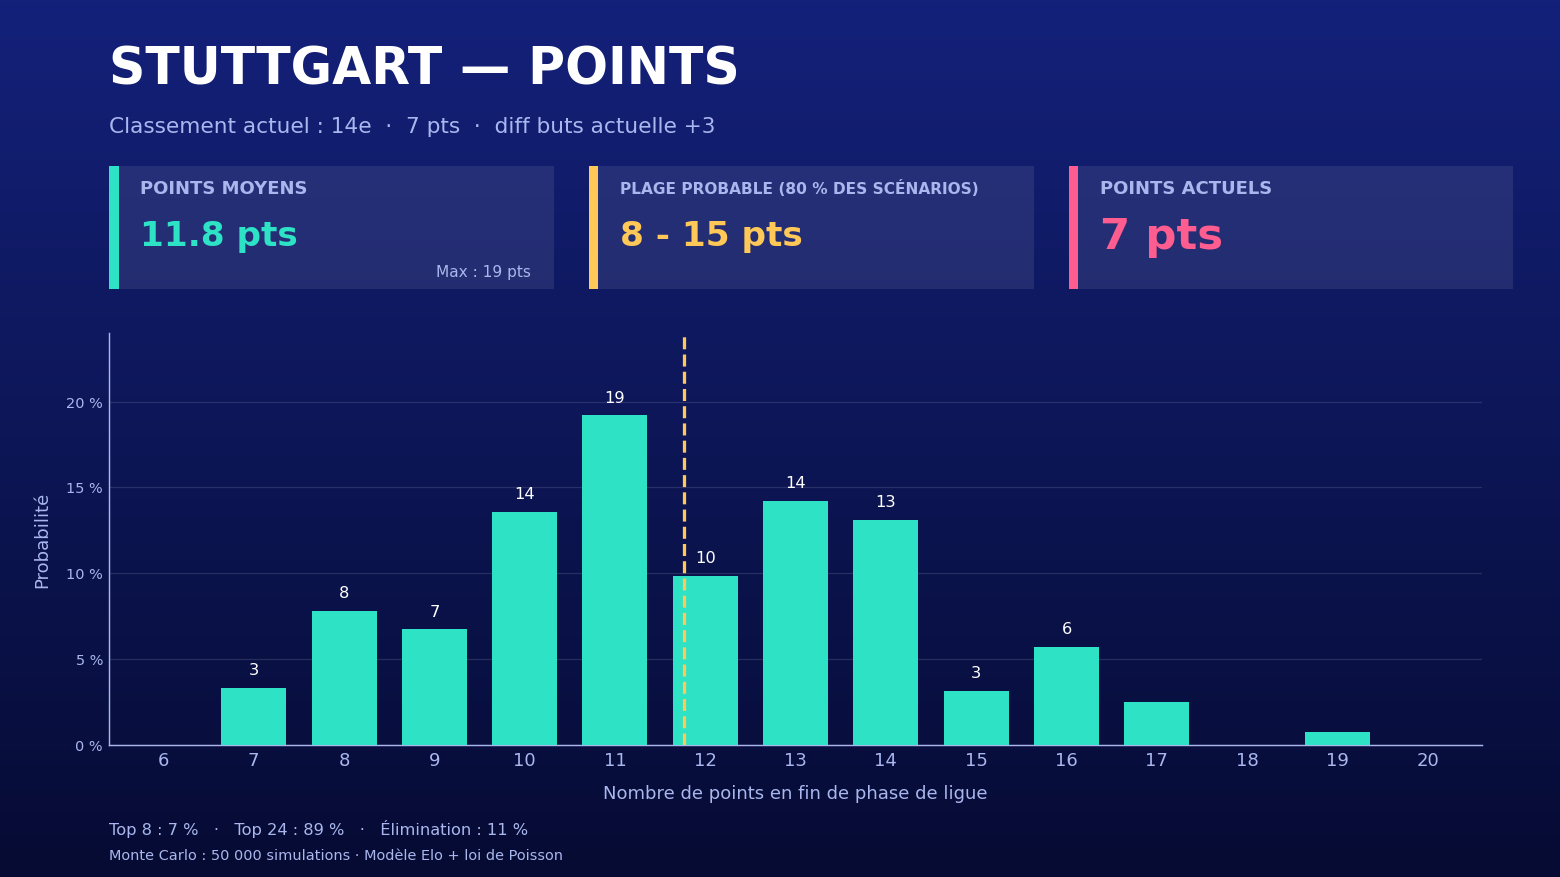 STUTTGART — POINTS
Classement actuel : 14e · 7 pts · diff buts actuelle +3
POINTS MOYENS
11.8 pts
Max : 19 pts
PLAGE PROBABLE (80 % DES SCÉNARIOS)
8 - 15 pts
POINTS ACTUELS
7 pts
Probabilité
20 %
15 %
10 %
5 %
0 %
3
8
7
14
19
10
14
13
3
6
6 7 8 9 10 11 12 13 14 15 16 17 18 19 20
Nombre de points en fin de phase de ligue
Top 8 : 7 % · Top 24 : 89 % · Élimination : 11 %
Monte Carlo : 50 000 simulations · Modèle Elo + loi de Poisson